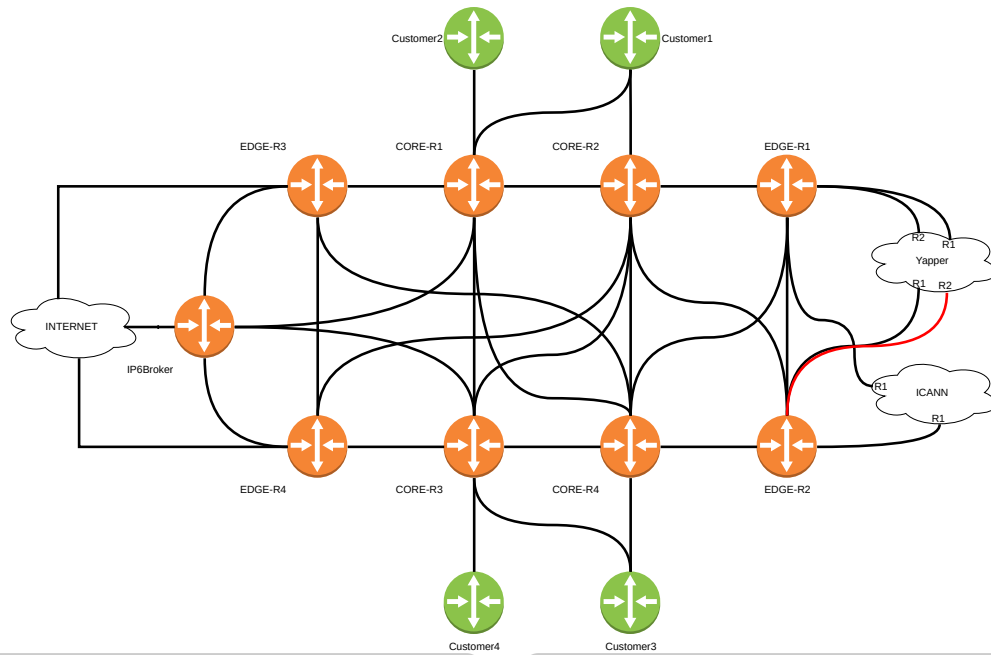 Customer2
Customer1
EDGE-R3
CORE-R1
CORE-R2
EDGE-R1
R2
R1
Yapper
R1
R2
INTERNET
IP6Broker
R1
ICANN
R1
EDGE-R4
CORE-R3
CORE-R4
EDGE-R2
Customer4
Customer3